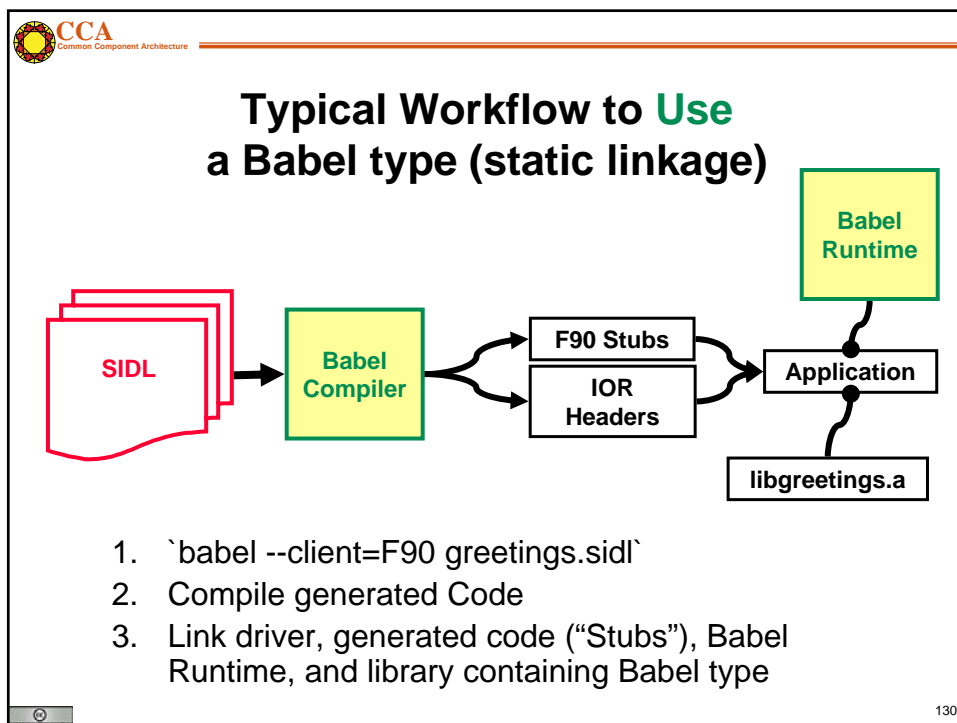 CCA
Common Component Architecture
Typical Workflow to Use
a Babel type (static linkage)
Babel
Runtime
SIDL
Babel
Compiler
F90 Stubs
IOR
Headers
Application
libgreetings.a
1. `babel --client=F90 greetings.sidl`
2. Compile generated Code
3. Link driver, generated code (“Stubs”), Babel
Runtime, and library containing Babel type
130